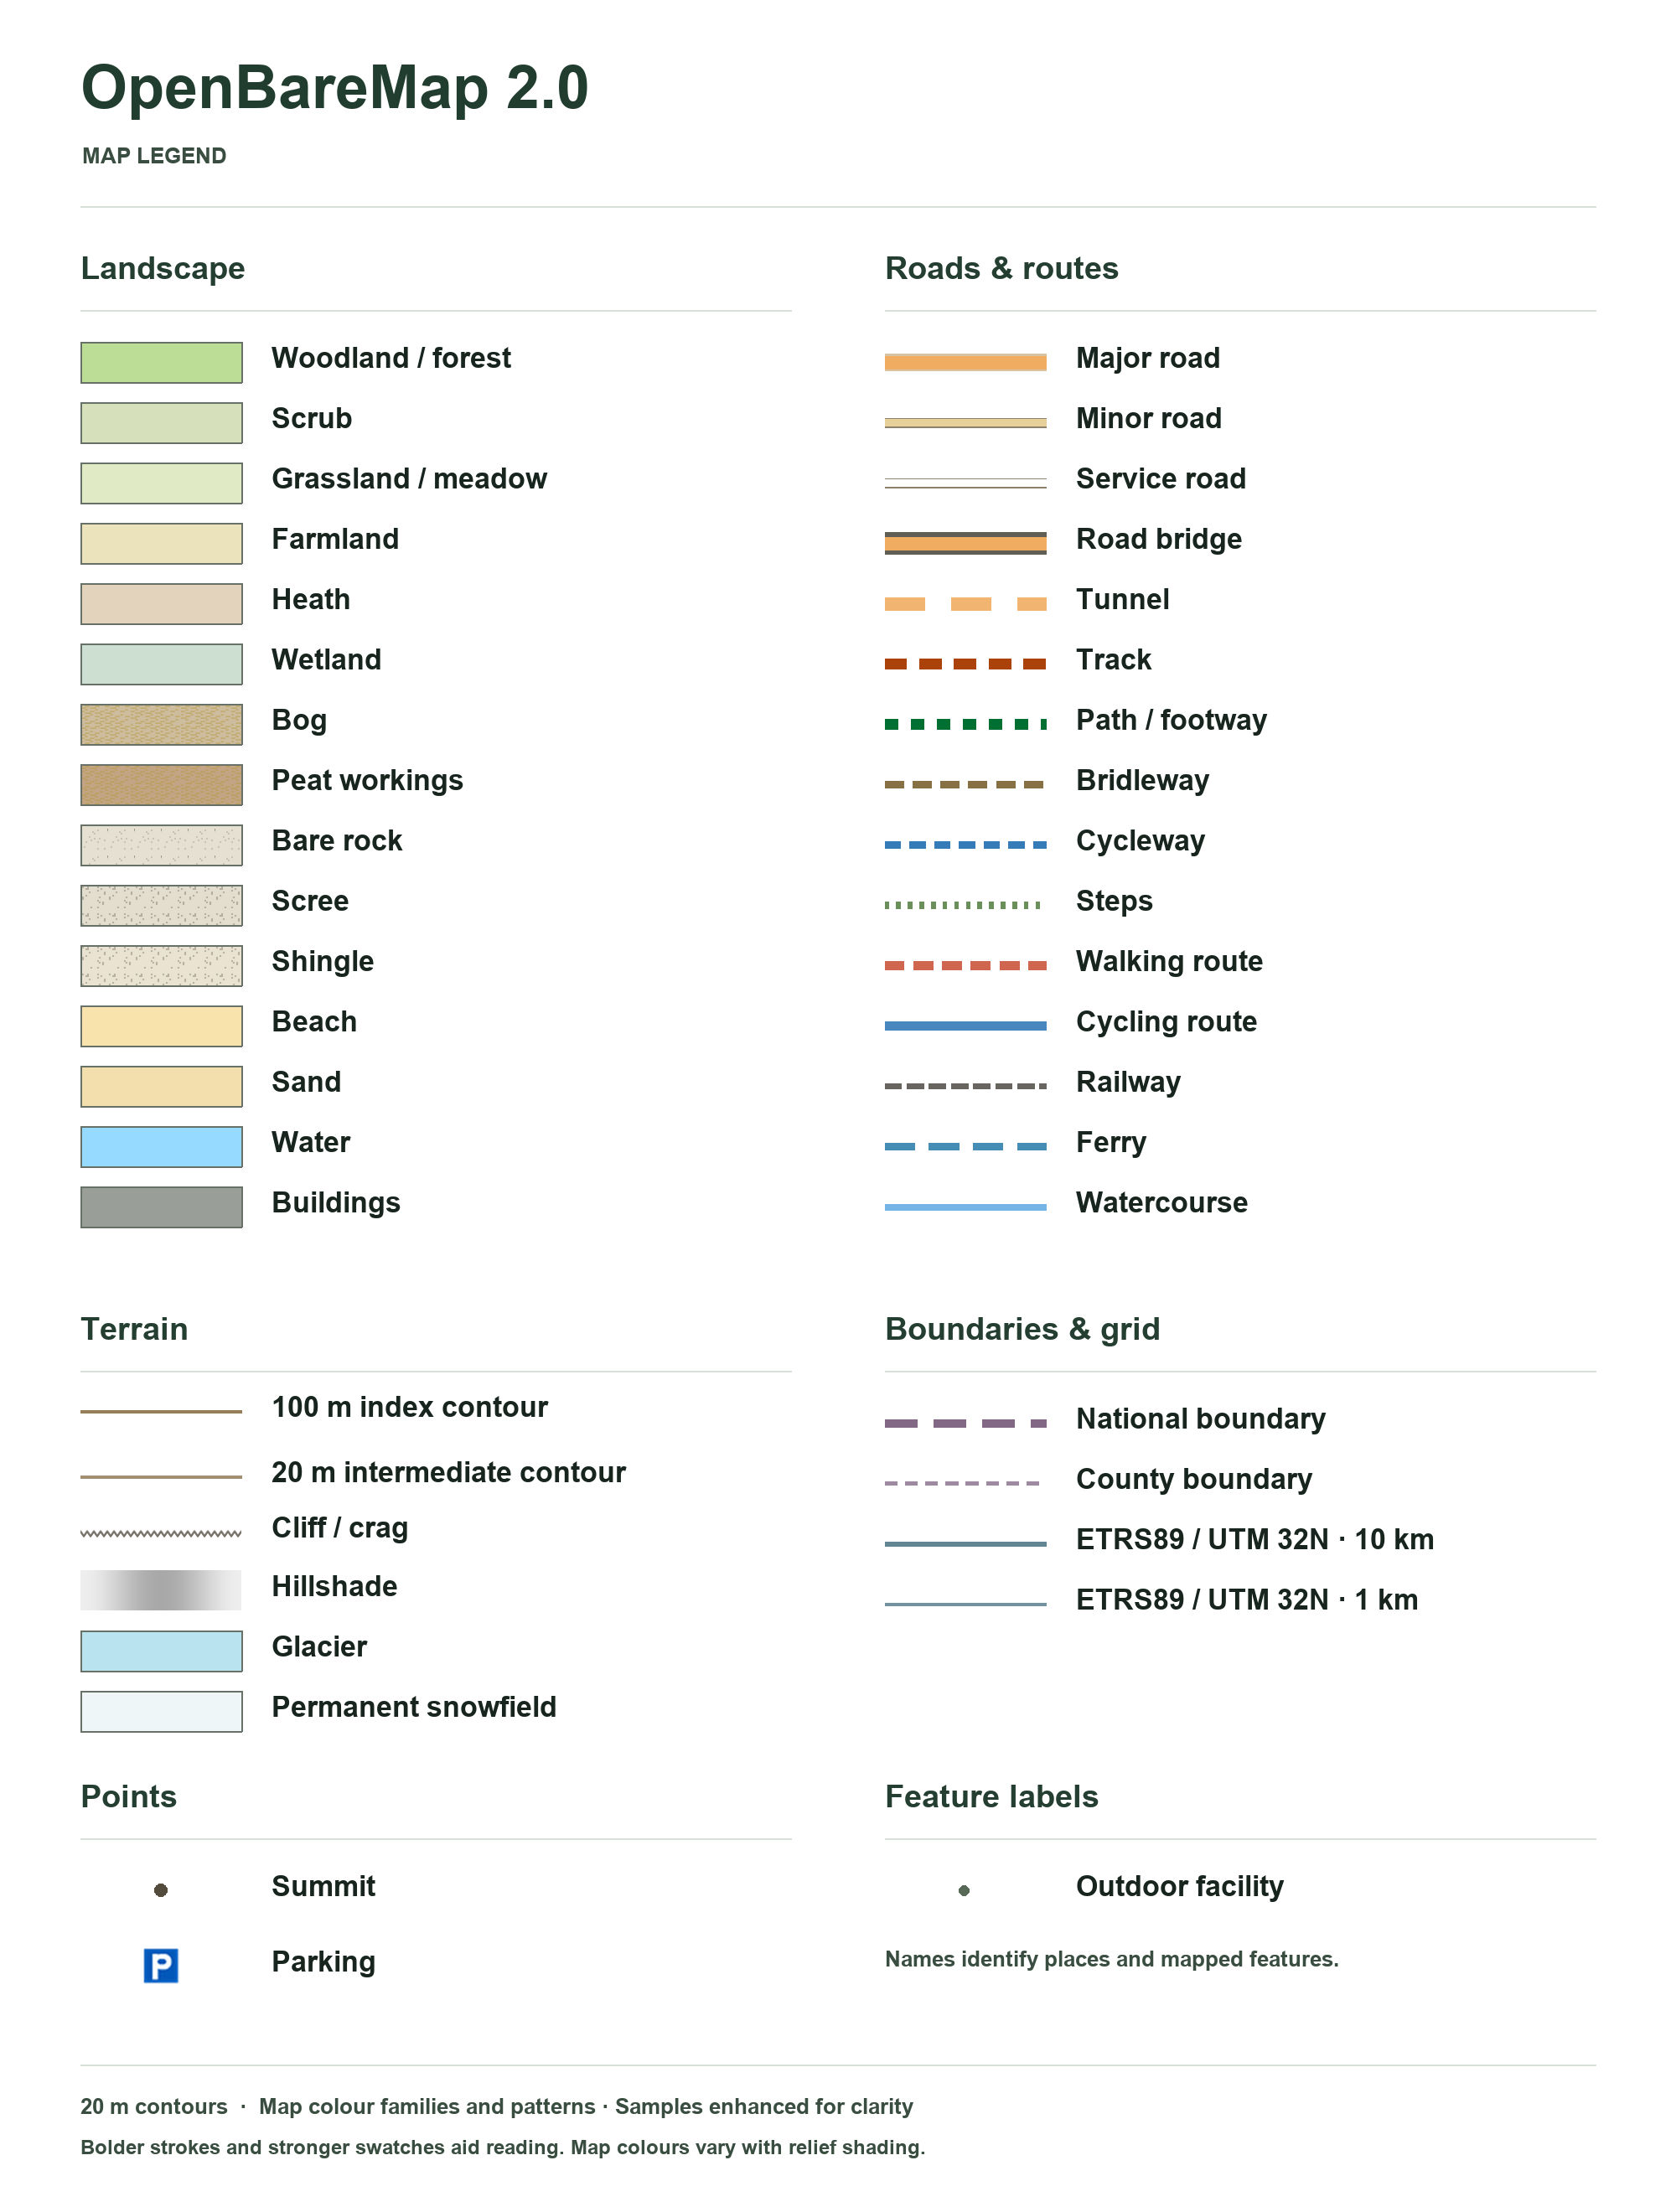 OpenBareMap 2.0
MAP LEGEND
Landscape
Woodland / forest
Scrub
Grassland / meadow
Farmland
Heath
Wetland
Bog
Peat workings
Bare rock
Scree
Shingle
Beach
Sand
Water
Buildings
Roads & routes
Major road
Minor road
Service road
Road bridge
Tunnel
Track
Path / footway
Bridleway
Cycleway
Steps
Walking route
Cycling route
Railway
Ferry
Watercourse
Terrain
100 m index contour
20 m intermediate contour
Cliff / crag
Hillshade
Glacier
Permanent snowfield
Boundaries & grid
National boundary
County boundary
ETRS89 / UTM 32N · 10 km
ETRS89 / UTM 32N · 1 km
Points
Summit
P Parking
Feature labels
Outdoor facility
Names identify places and mapped features.
20 m contours · Map colour families and patterns · Samples enhanced for clarity
Bolder strokes and stronger swatches aid reading. Map colours vary with relief shading.